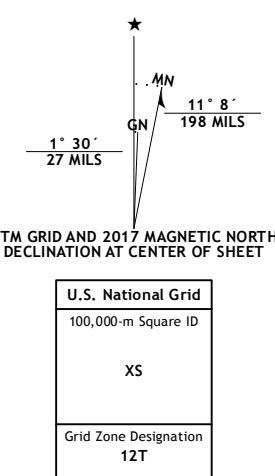 ★
MN
GN
11° 8´
198 MILS
1° 30´
27 MILS
TM GRID AND 2017 MAGNETIC NORTH
DECLINATION AT CENTER OF SHEET
U.S. National Grid
100,000-m Square ID
XS
Grid Zone Designation
12T